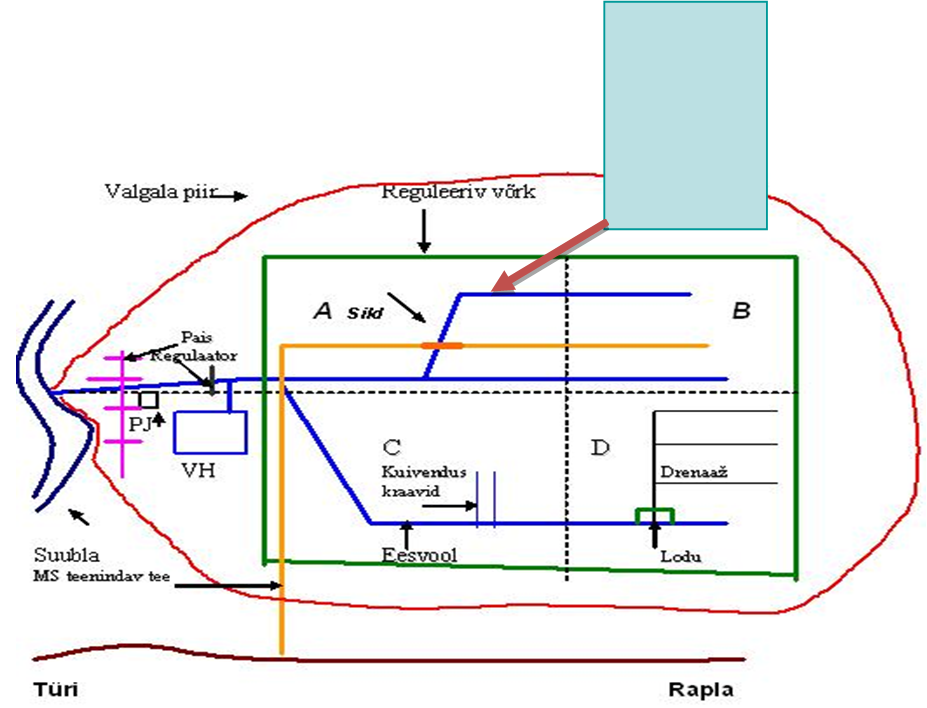 Valgala piir
Reguleeriv võrk
A Sild
B
Pais
Regulaator
PJ
VH
C
D
Kuivendus
kraavid
Drenaaž
Suubla
Eesvool
Lodu
MS teenindav tee
Türi
Rapla